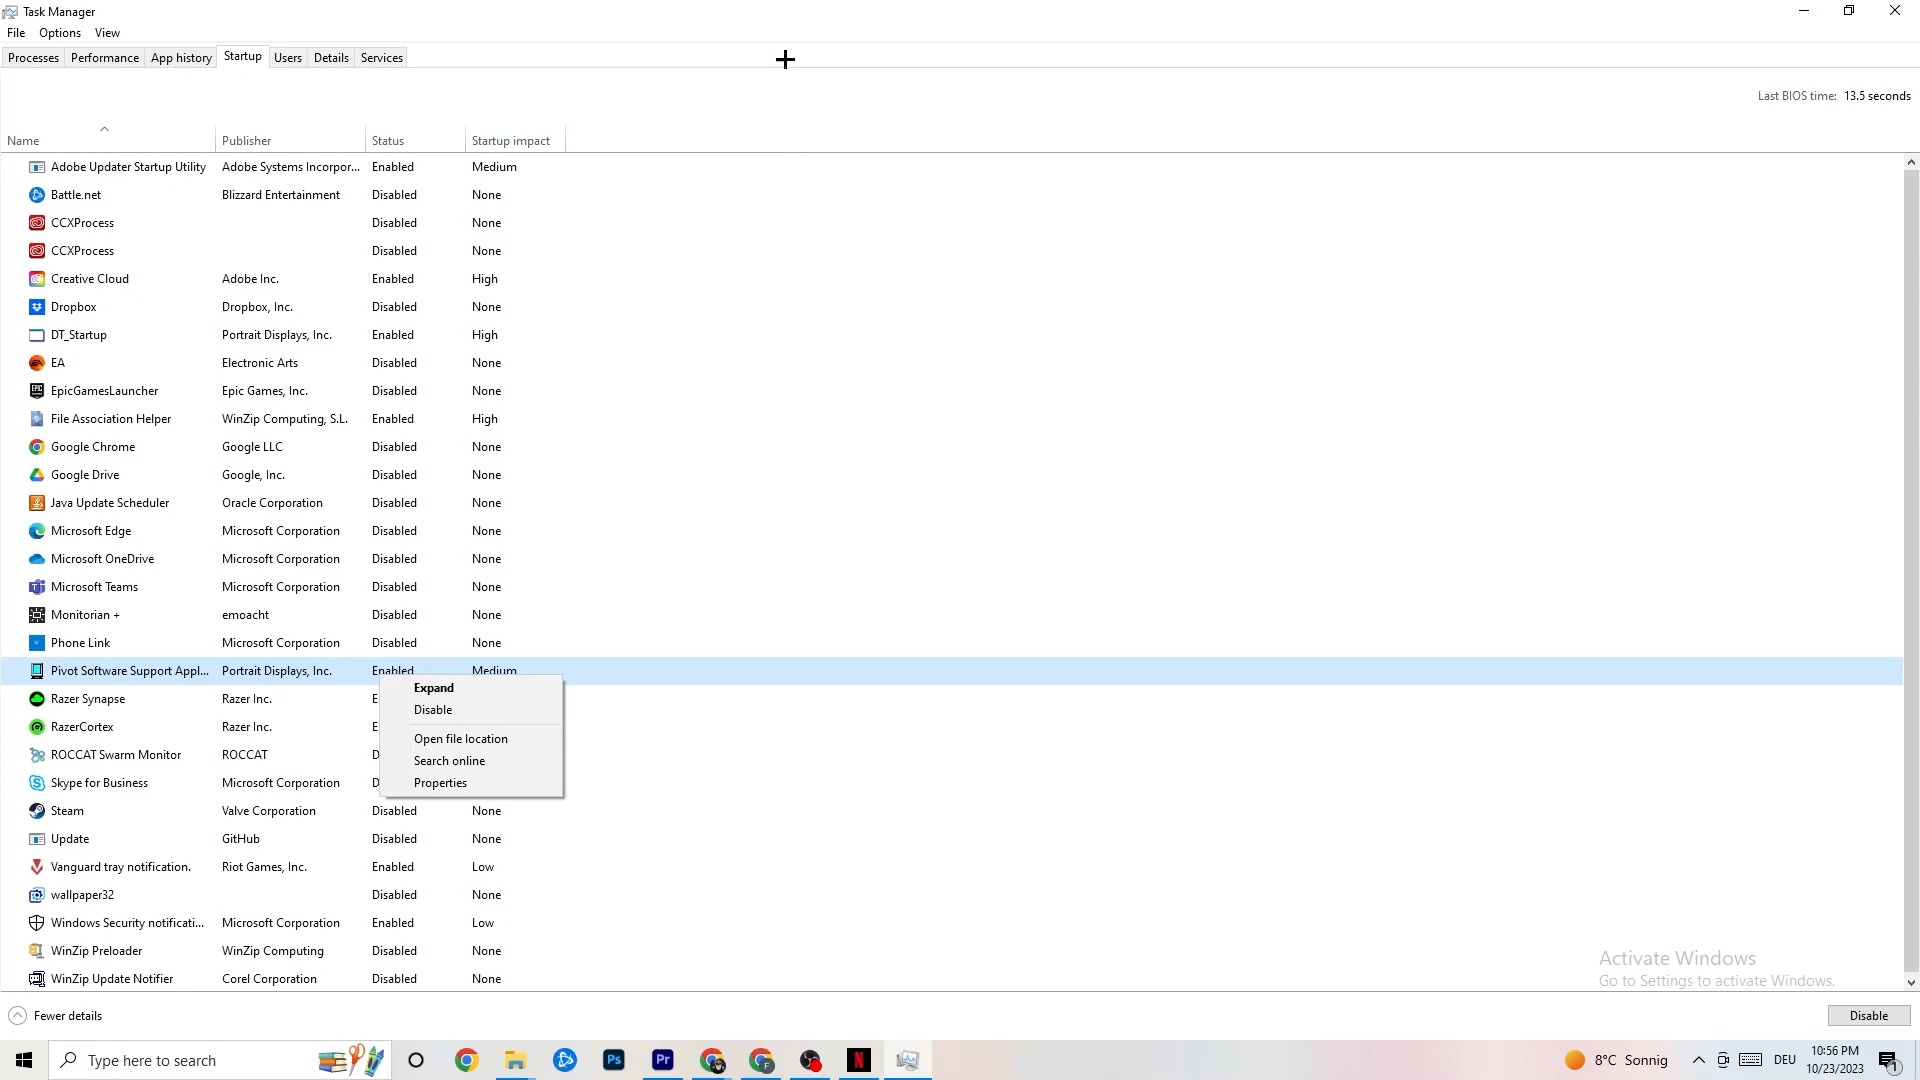 Task Manager
File Options View
Processes Performance App history Startup Users Details Services
Last BIOS time: 13.5 seconds
Name Publisher Status Startup impact
Adobe Updater Startup Utility Adobe Systems Incorpor... Enabled Medium
Battle.net Blizzard Entertainment Disabled None
CCXProcess Disabled None
CCXProcess Disabled None
Creative Cloud Adobe Inc. Enabled High
Dropbox Dropbox, Inc. Disabled None
DT_Startup Portrait Displays, Inc. Enabled High
EA Electronic Arts Disabled None
EpicGamesLauncher Epic Games, Inc. Disabled None
File Association Helper WinZip Computing, S.L. Enabled High
Google Chrome Google LLC Disabled None
Google Drive Google, Inc. Disabled None
Java Update Scheduler Oracle Corporation Disabled None
Microsoft Edge Microsoft Corporation Disabled None
Microsoft OneDrive Microsoft Corporation Disabled None
Microsoft Teams Microsoft Corporation Disabled None
Monitorian + emoacht Disabled None
Phone Link Microsoft Corporation Disabled None
Pivot Software Support Appl... Portrait Displays, Inc. Enabled Medium
Expand
Razer Synapse Razer Inc. E
Disable
RazerCortex Razer Inc. E
Open file location
ROCCAT Swarm Monitor ROCCAT D
Search online
Skype for Business Microsoft Corporation D
Properties
Steam Valve Corporation Disabled None
Update GitHub Disabled None
Vanguard tray notification. Riot Games, Inc. Enabled Low
wallpaper32 Disabled None
Windows Security notificati... Microsoft Corporation Enabled Low
WinZip Preloader WinZip Computing Disabled None
WinZip Update Notifier Corel Corporation Disabled None
Activate Windows
Go to Settings to activate Windows.
Fewer details Disable
Type here to search Ps Pr F N 8°C Sonnig DEU 10:56 PM
10/23/2023 1